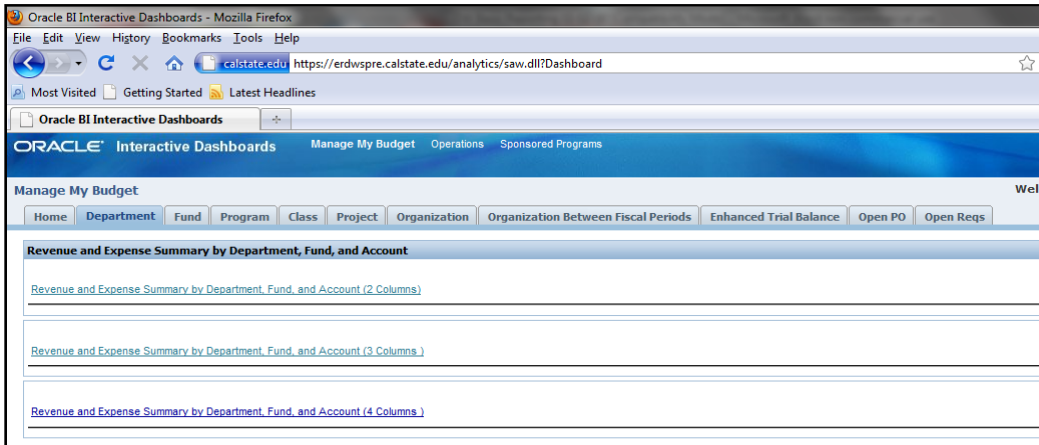 Oracle BI Interactive Dashboards - Mozilla Firefox
File Edit View History Bookmarks Tools Help
calstate.edu https://erdwspre.calstate.edu/analytics/saw.dll?Dashboard
Most Visited Getting Started Latest Headlines
Oracle BI Interactive Dashboards
ORACLE Interactive Dashboards Manage My Budget Operations Sponsored Programs
Manage My Budget Wel
Home Department Fund Program Class Project Organization Organization Between Fiscal Periods Enhanced Trial Balance Open PO Open Reqs
Revenue and Expense Summary by Department, Fund, and Account
Revenue and Expense Summary by Department, Fund, and Account (2 Columns)
Revenue and Expense Summary by Department, Fund, and Account (3 Columns )
Revenue and Expense Summary by Department, Fund, and Account (4 Columns )